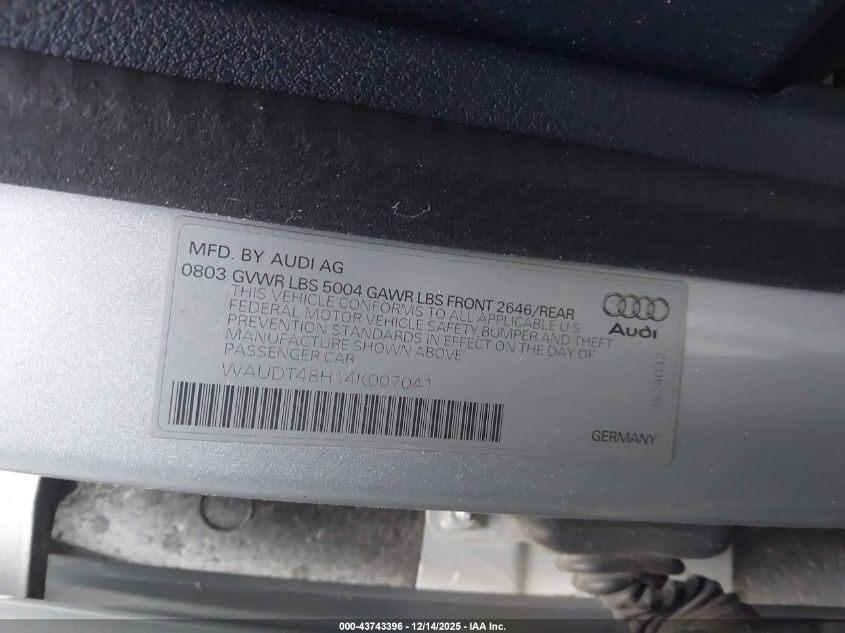 MFD. BY AUDI AG
0803 GVWR LBS 5004 GAWR LBS FRONT 2646/REAR
THIS VEHICLE CONFORMS TO ALL APPLICABLE U S
FEDERAL MOTOR VEHICLE SAFETY, BUMPER AND THEFT
PREVENTION STANDARDS IN EFFECT ON THE DAY OF
MANUFACTURE SHOWN ABOVE
PASSENGER CAR
WAUDT48H14K007041
Audi
3524032
GERMANY
000-43743396 - 12/14/2025 - IAA Inc.